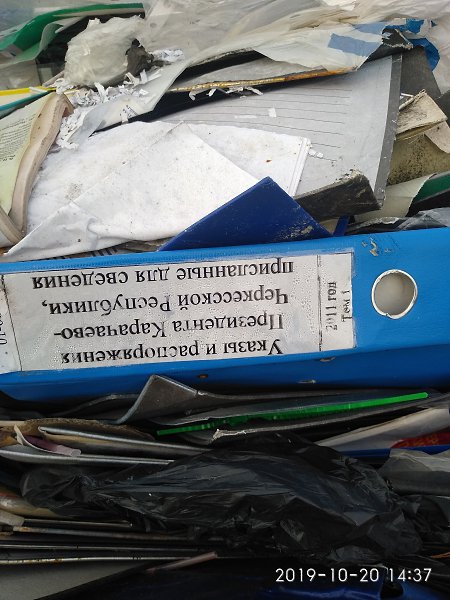 Указы и распоряжения
Президента Карачаево-
Черкесской Республики,
присланные для сведения
2011 год
Том 1
2019-10-20 14:37